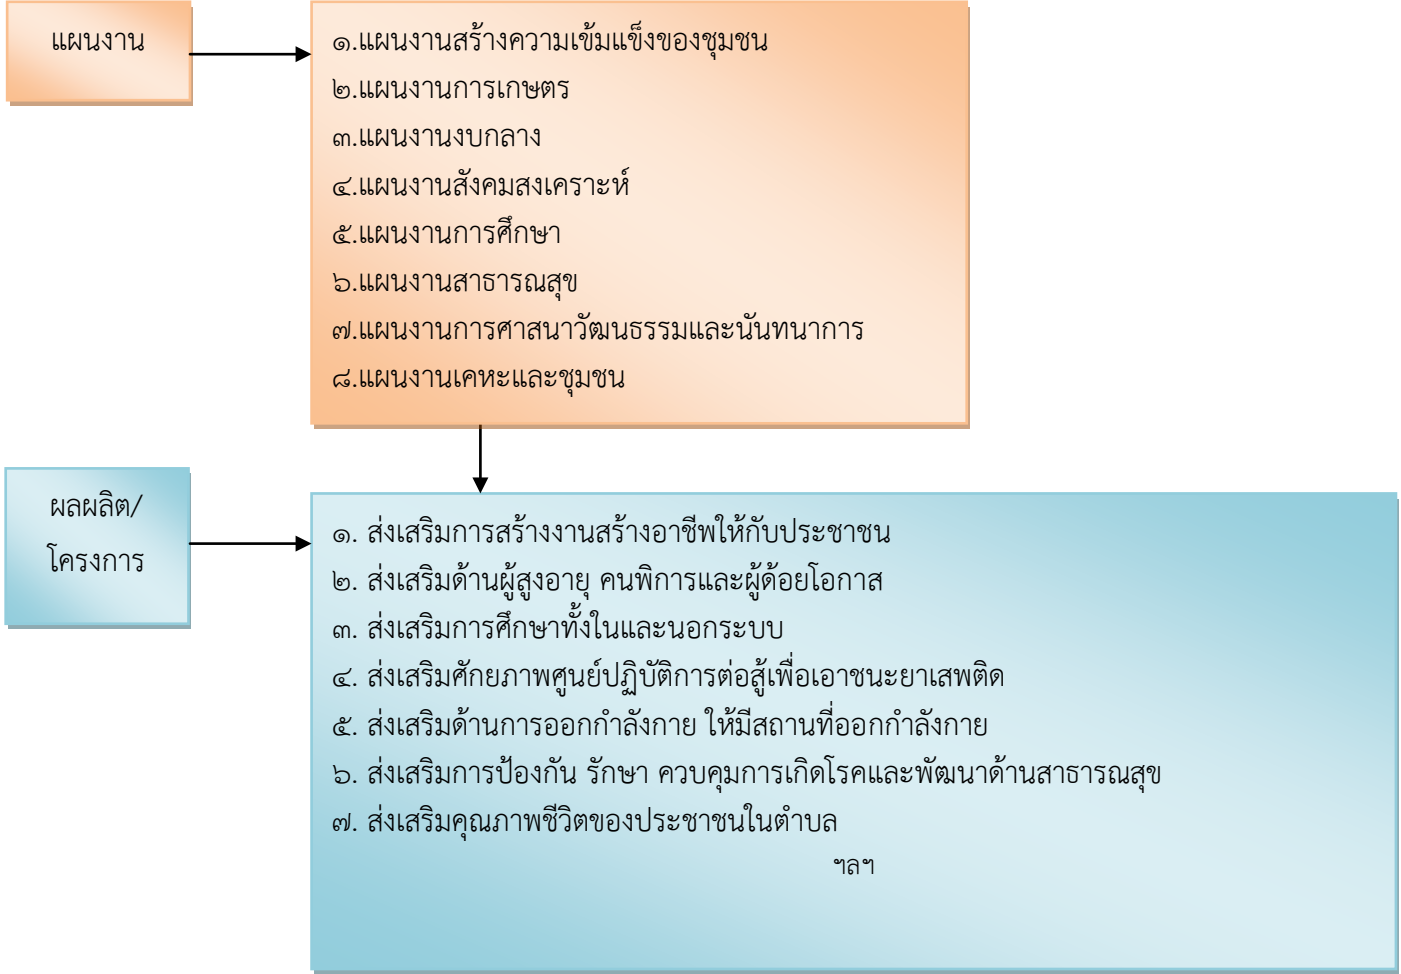 แผนงาน
๑.แผนงานสร้างความเข้มแข็งของชุมชน
๒.แผนงานการเกษตร
๓.แผนงานงบกลาง
๔.แผนงานสังคมสงเคราะห์
๕.แผนงานการศึกษา
๖.แผนงานสาธารณสุข
๗.แผนงานการศาสนาวัฒนธรรมและนันทนาการ
๘.แผนงานเคหะและชุมชน
ผลผลิต/
โครงการ
๑. ส่งเสริมการสร้างงานสร้างอาชีพให้กับประชาชน
๒. ส่งเสริมด้านผู้สูงอายุ คนพิการและผู้ด้อยโอกาส
๓. ส่งเสริมการศึกษาทั้งในและนอกระบบ
๔. ส่งเสริมศักยภาพศูนย์ปฏิบัติการต่อสู้เพื่อเอาชนะยาเสพติด
๕. ส่งเสริมด้านการออกกำลังกาย ให้มีสถานที่ออกกำลังกาย
๖. ส่งเสริมการป้องกัน รักษา ควบคุมการเกิดโรคและพัฒนาด้านสาธารณสุข
๗. ส่งเสริมคุณภาพชีวิตของประชาชนในตำบล
ฯลฯ